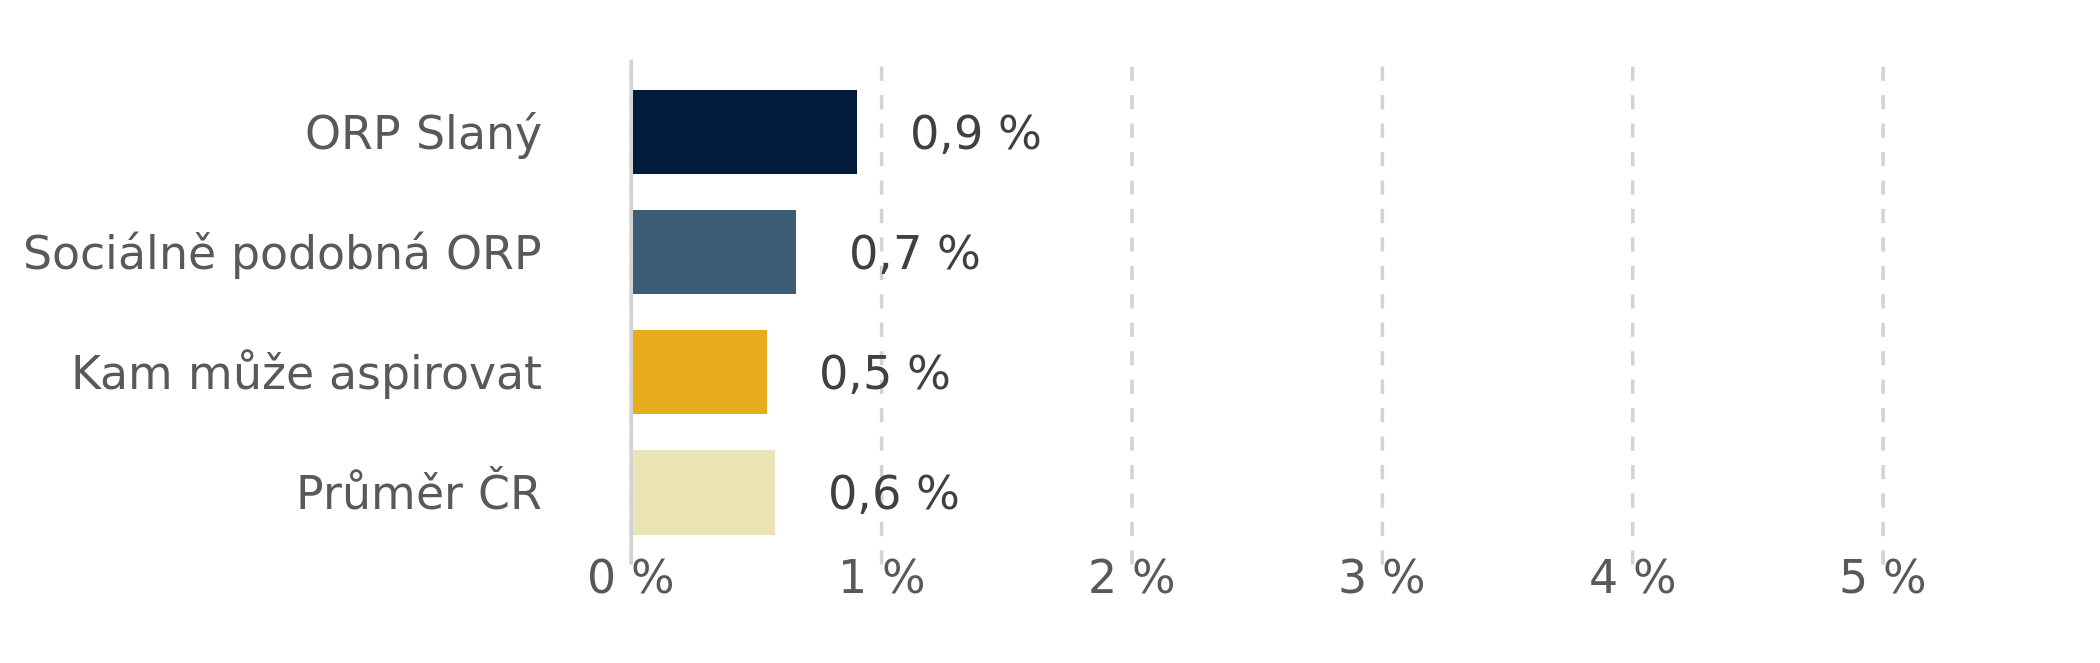 ORP Slaný 0,9 %
Sociálně podobná ORP 0,7 %
Kam může aspirovat 0,5 %
Průměr ČR 0,6 %
0 % 1 % 2 % 3 % 4 % 5 %